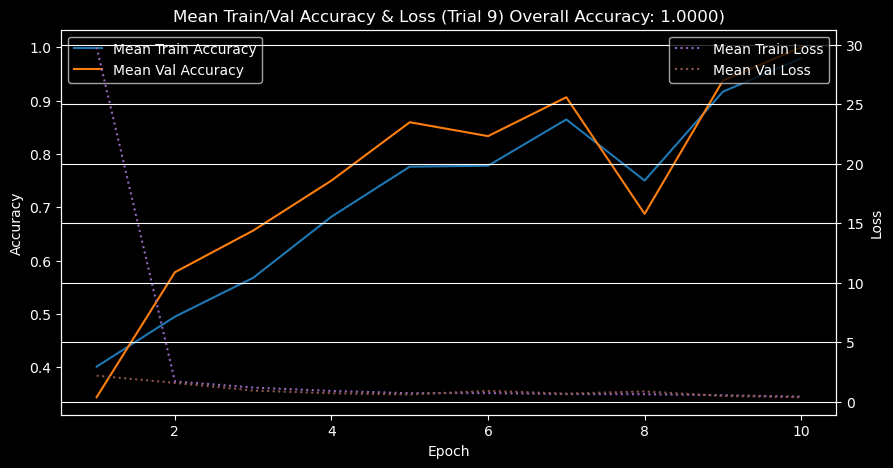 Mean Train/Val Accuracy & Loss (Trial 9) Overall Accuracy: 1.0000)
Mean Train Accuracy
Mean Val Accuracy
Mean Train Loss
Mean Val Loss
Accuracy
1.0
0.9
0.8
0.7
0.6
0.5
0.4
30
25
20
15
10
5
0
Loss
2 4 6 8 10
Epoch